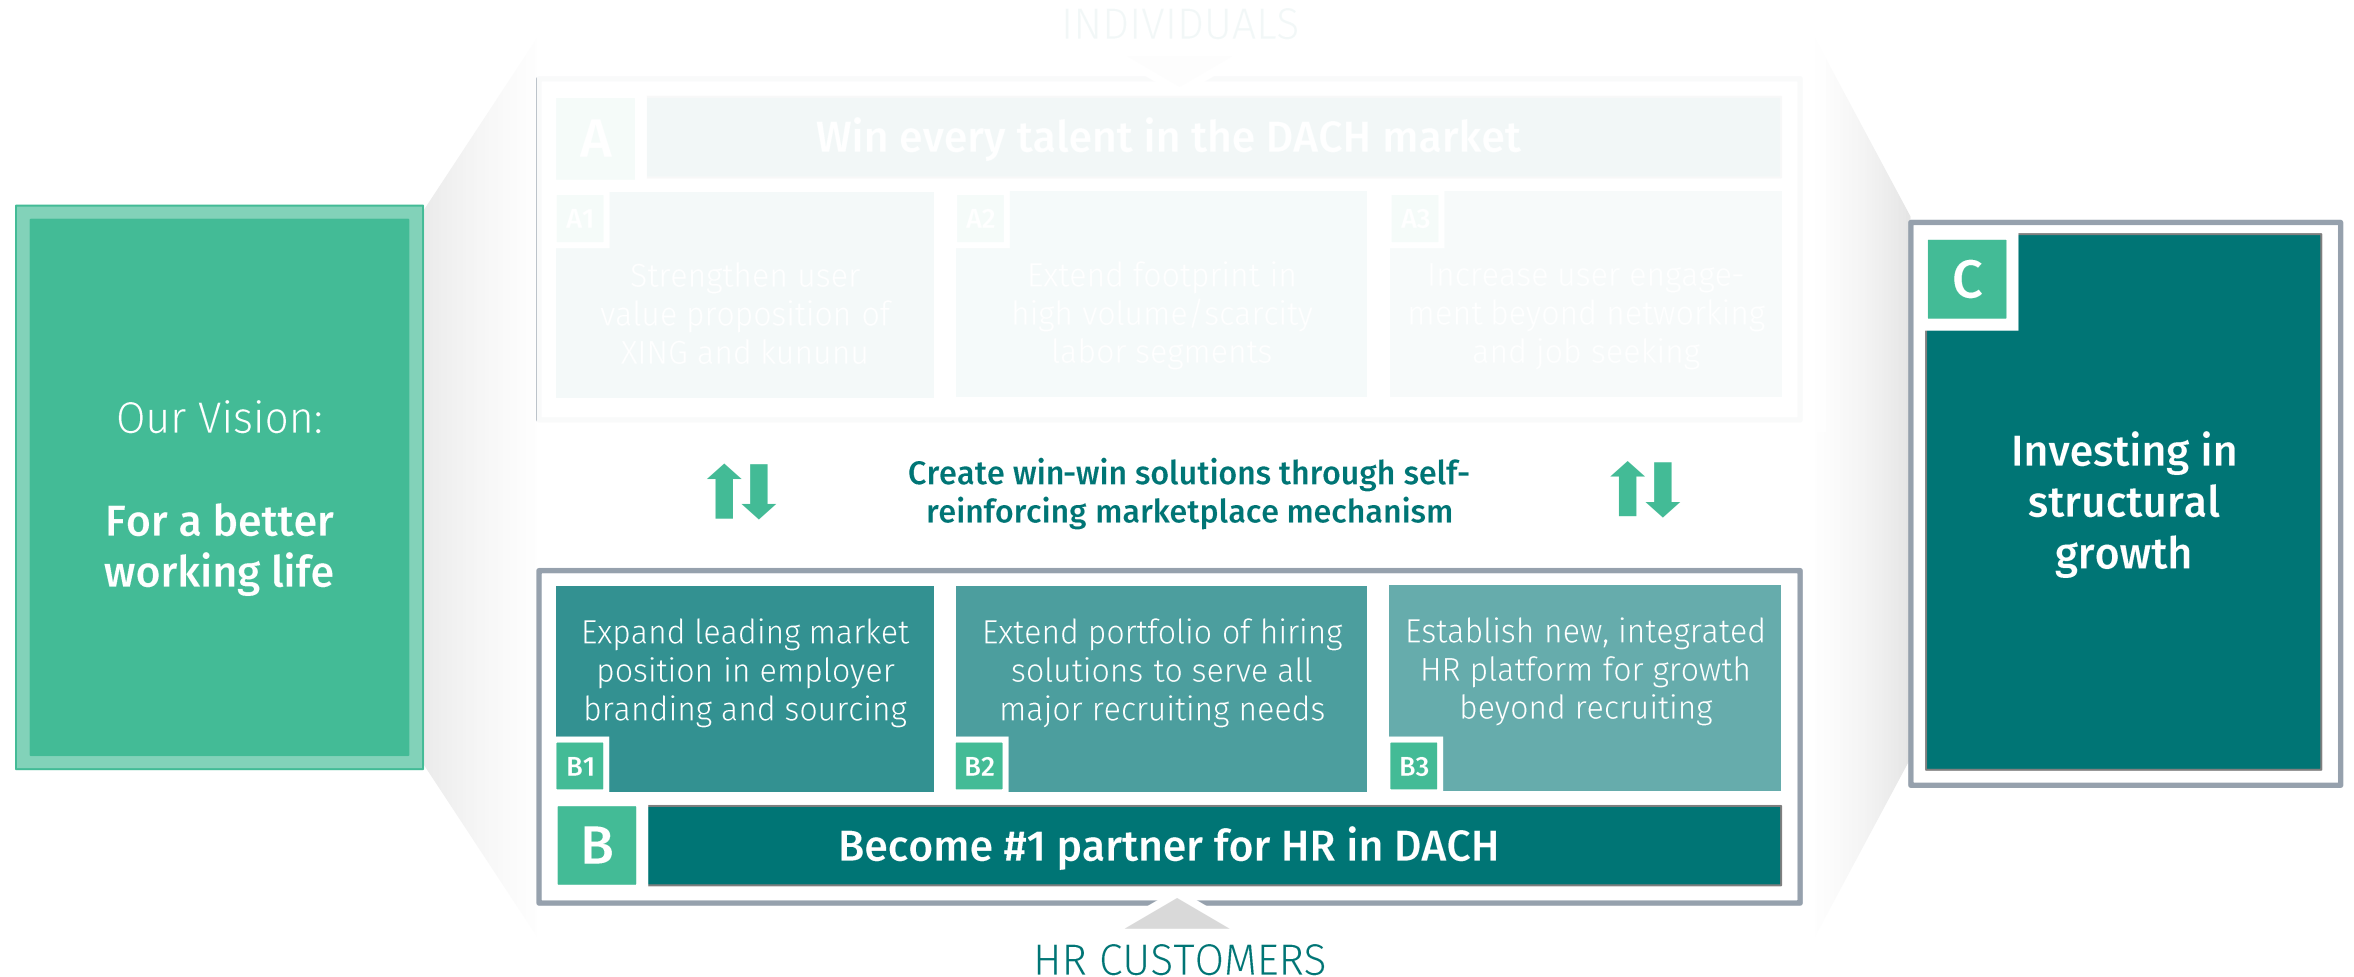 INDIVIDUALS
A
Win every talent in the DACH market
A1
Strengthen user
value proposition of
XING and kununu
A2
Extend footprint in
high volume/scarcity
labor segments
A3
Increase user engage-
ment beyond networking
and job seeking
Our Vision:
For a better
working life
Create win-win solutions through self-
reinforcing marketplace mechanism
C
Investing in
structural
growth
Expand leading market
position in employer
branding and sourcing
B1
Extend portfolio of hiring
solutions to serve all
major recruiting needs
B2
Establish new, integrated
HR platform for growth
beyond recruiting
B3
B
Become #1 partner for HR in DACH
HR CUSTOMERS